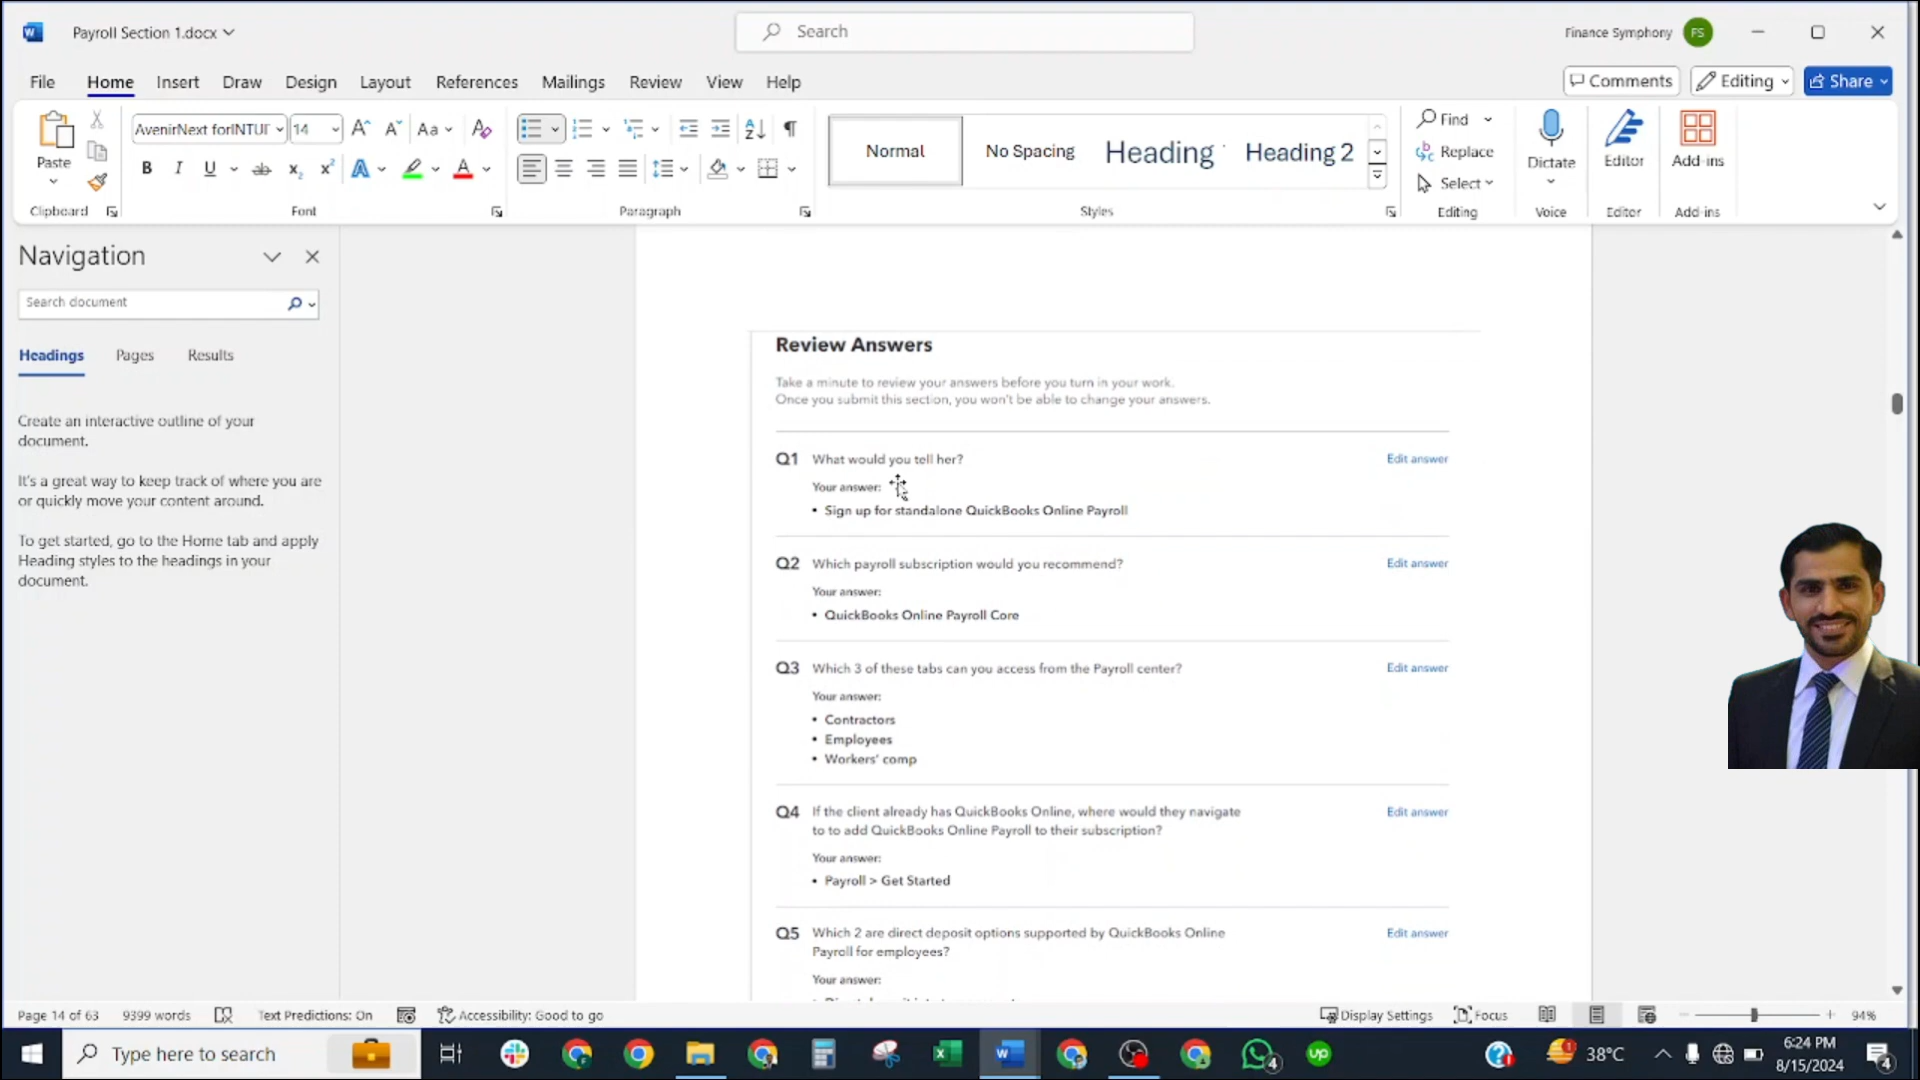 Payroll Section 1.docx
Search
Finance Symphony
FS
File Home Insert Draw Design Layout References Mailings Review View Help
Comments Editing Share
Paste
AvenirNext forINTUI 14
Aa
Normal
No Spacing
Heading
Heading 2
Find
Replace
Select
Dictate
Editor
Add-ins
Clipboard
Font
Paragraph
Styles
Editing
Voice
Editor
Add-ins
Navigation
Search document
Headings Pages Results
Create an interactive outline of your
document.
It's a great way to keep track of where you are
or quickly move your content around.
To get started, go to the Home tab and apply
Heading styles to the headings in your
document.
Review Answers
Take a minute to review your answers before you turn in your work.
Once you submit this section, you won't be able to change your answers.
Q1 What would you tell her? Edit answer
Your answer:
• Sign up for standalone QuickBooks Online Payroll
Q2 Which payroll subscription would you recommend? Edit answer
Your answer:
• QuickBooks Online Payroll Core
Q3 Which 3 of these tabs can you access from the Payroll center? Edit answer
Your answer:
• Contractors
• Employees
• Workers' comp
Q4 If the client already has QuickBooks Online, where would they navigate Edit answer
to to add QuickBooks Online Payroll to their subscription?
Your answer:
• Payroll > Get Started
Q5 Which 2 are direct deposit options supported by QuickBooks Online Edit answer
Payroll for employees?
Your answer:
Page 14 of 63 9399 words Text Predictions: On Accessibility: Good to go Display Settings Focus 94%
Type here to search
4
up
38°C
6:24 PM
8/15/2024
4